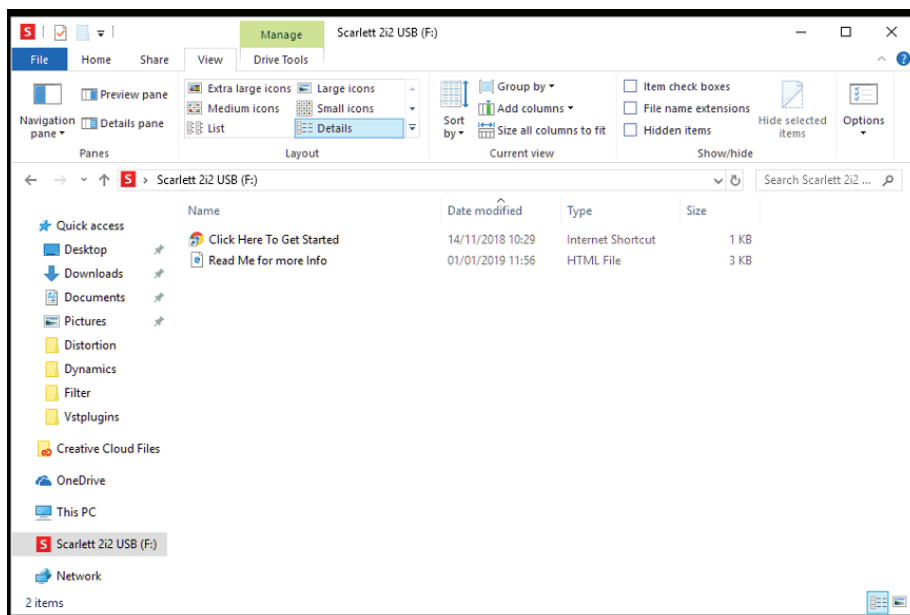 S Manage Scarlett 2i2 USB (F:)
File Home Share View Drive Tools ?
Navigation pane
Preview pane
Details pane
Panes
Extra large icons Large icons
Medium icons Small icons
List Details
Layout
Sort by
Group by
Add columns
Size all columns to fit
Current view
Item check boxes
File name extensions
Hidden items
Hide selected items
Show/hide
Options
S Scarlett 2i2 USB (F:) Search Scarlett 2i2 ...
Quick access
Desktop
Downloads
Documents
Pictures
Distortion
Dynamics
Filter
Vstplugins
Creative Cloud Files
OneDrive
This PC
S Scarlett 2i2 USB (F:)
Network
Name Date modified Type Size
Click Here To Get Started 14/11/2018 10:29 Internet Shortcut 1 KB
Read Me for more Info 01/01/2019 11:56 HTML File 3 KB
2 items